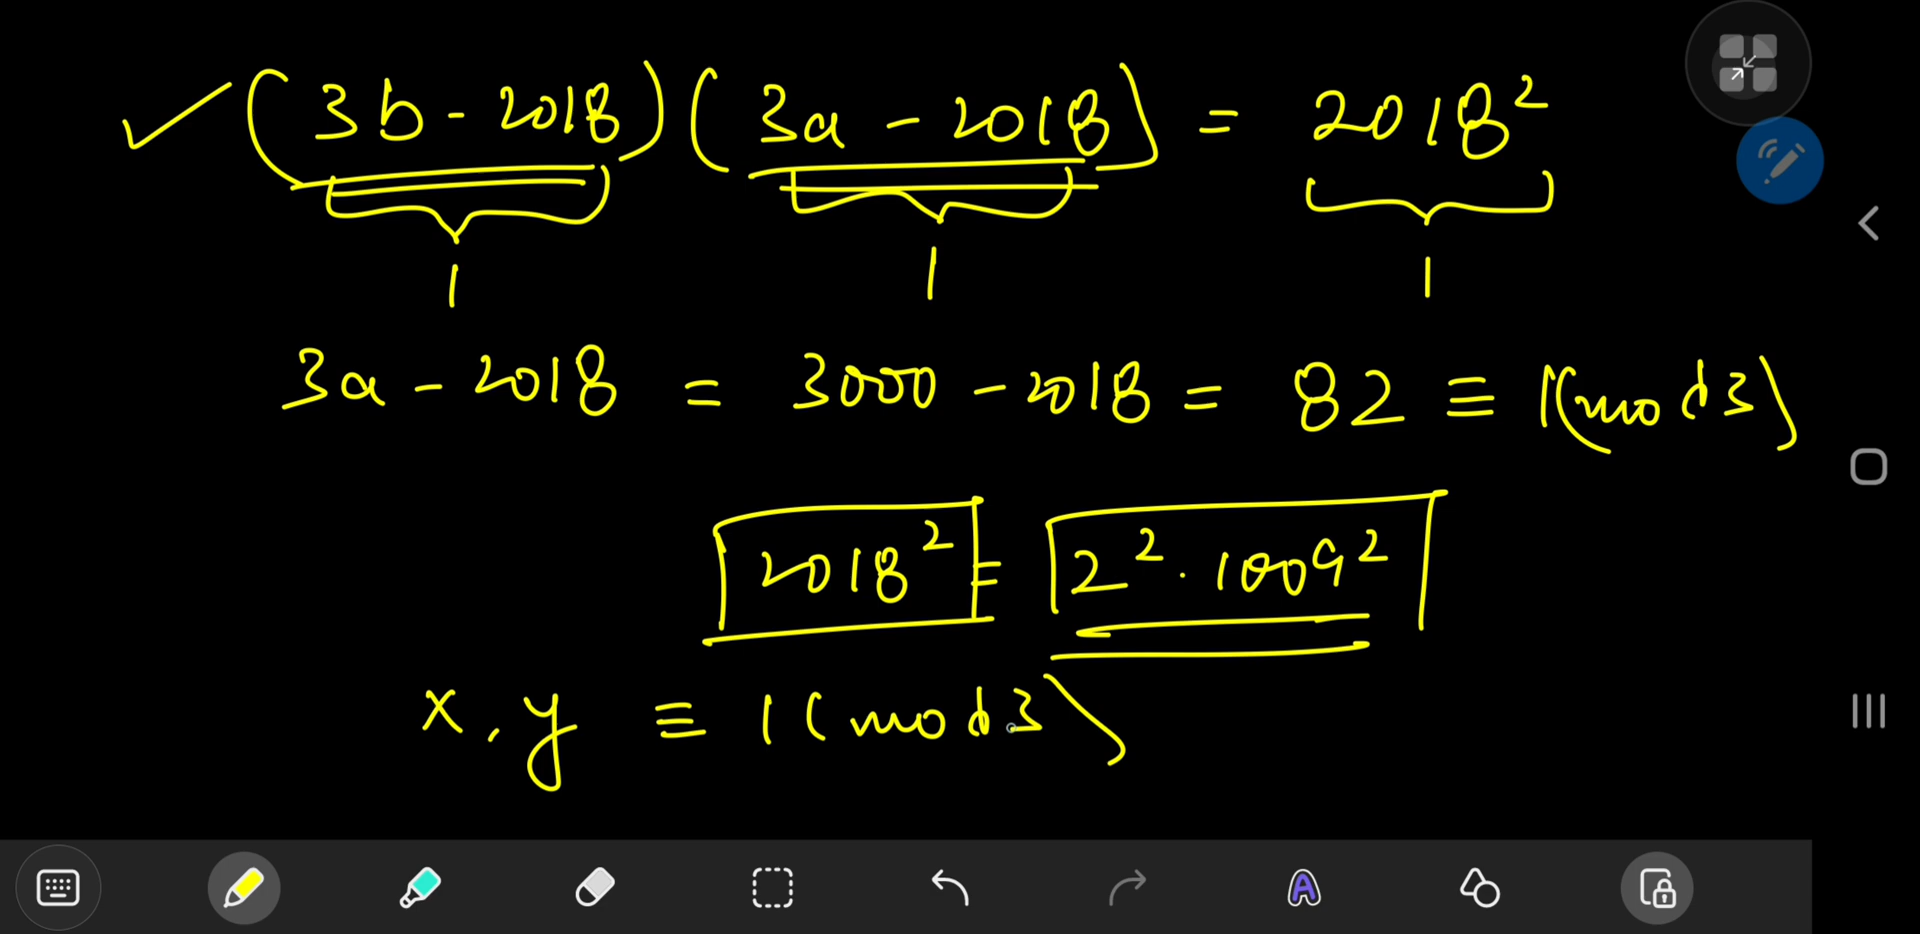 ✓ (3b - 2018) (3a - 2018) = 2018²
1 1 1
3a - 2018 = 3000 - 2018 = 82 ≡ 1(mod 3)
2018² = 2² · 1009²
x, y ≡ 1(mod 3)
A